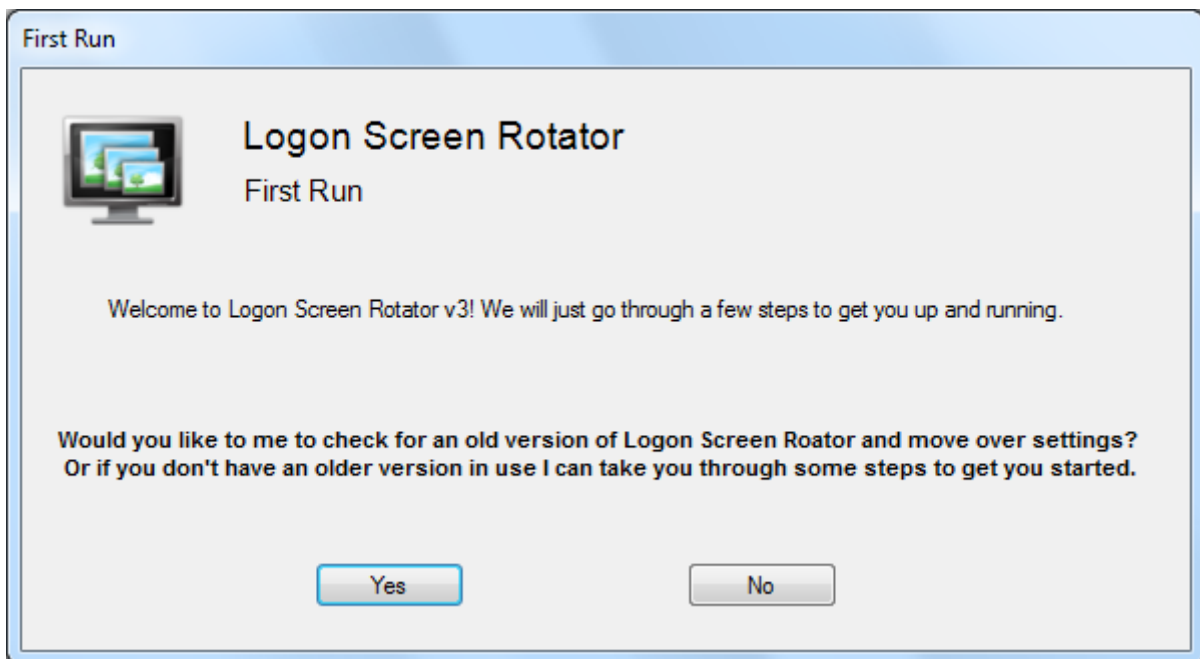 First Run
Logon Screen Rotator
First Run
Welcome to Logon Screen Rotator v3! We will just go through a few steps to get you up and running.
Would you like to me to check for an old version of Logon Screen Roator and move over settings?
Or if you don't have an older version in use I can take you through some steps to get you started.
Yes
No